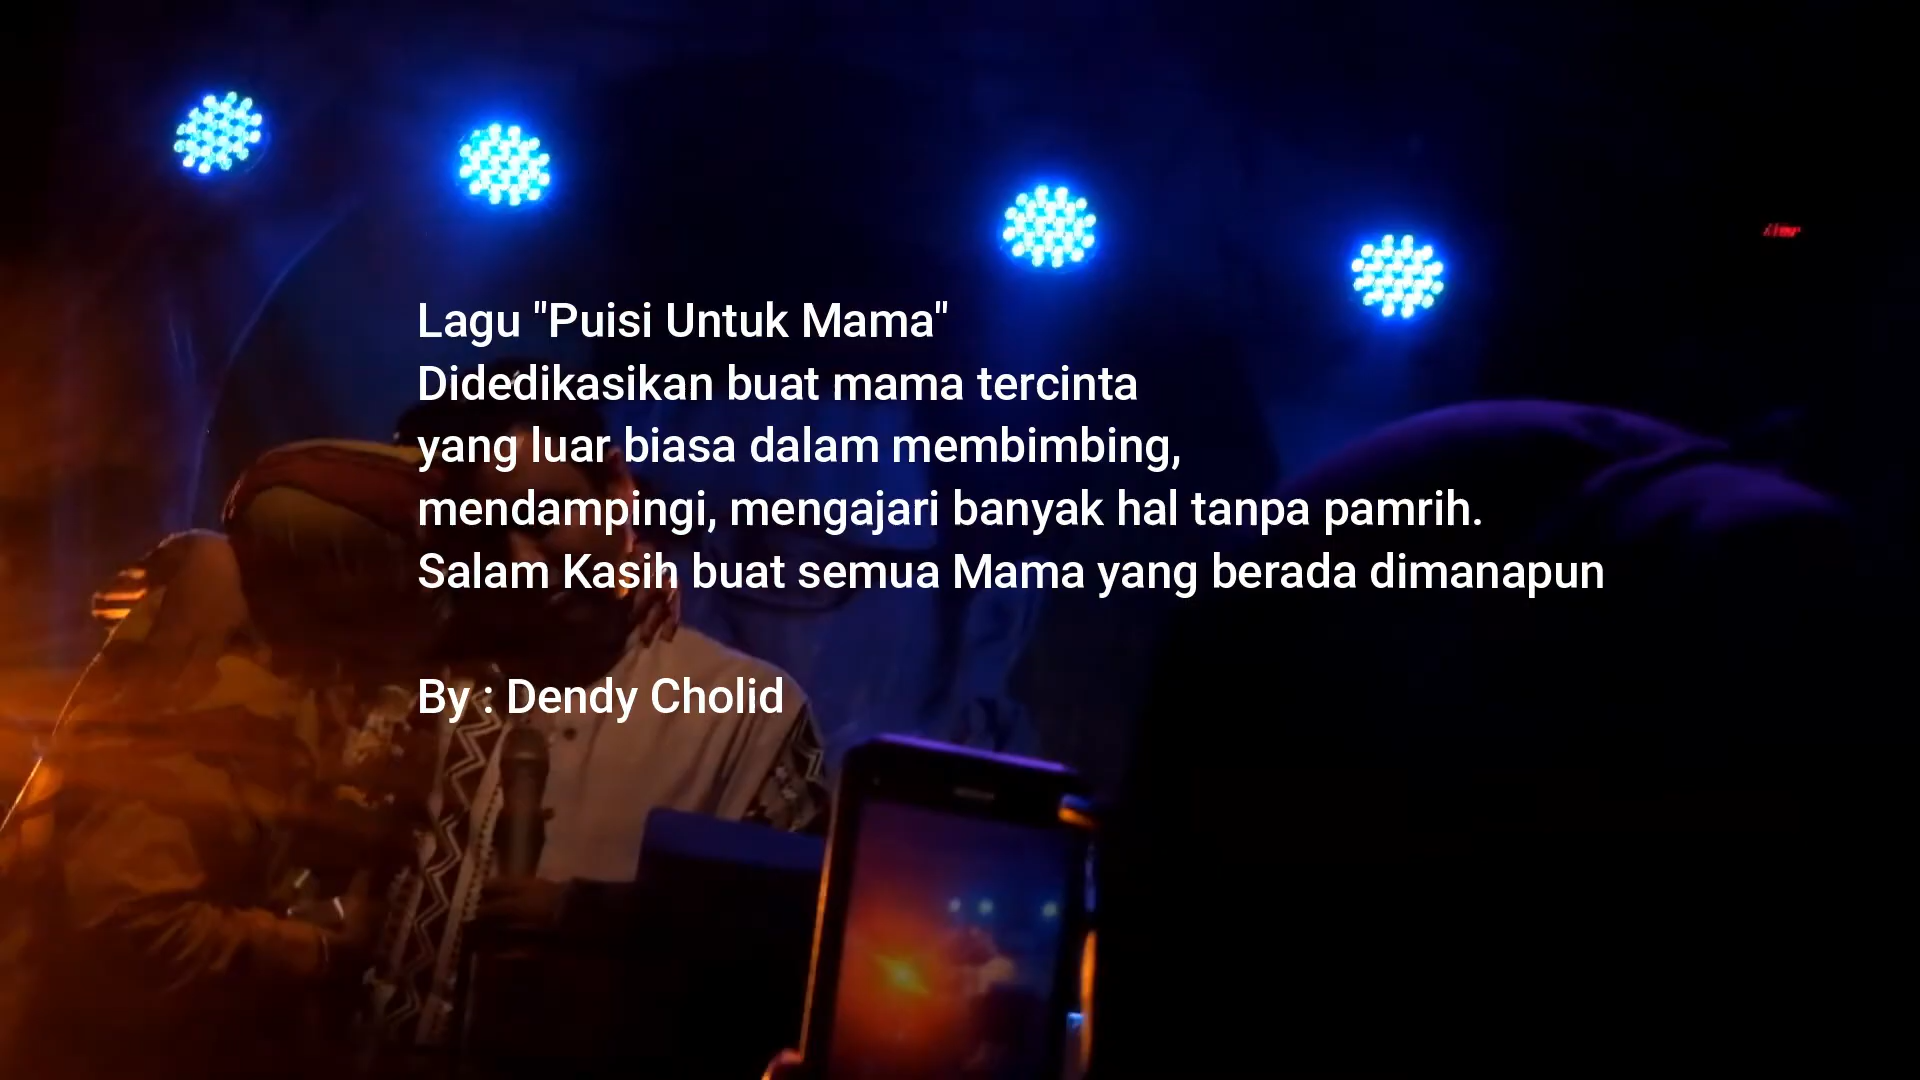 Lagu "Puisi Untuk Mama"
Didedikasikan buat mama tercinta
yang luar biasa dalam membimbing,
mendampingi, mengajari banyak hal tanpa pamrih.
Salam Kasih buat semua Mama yang berada dimanapun
By : Dendy Cholid